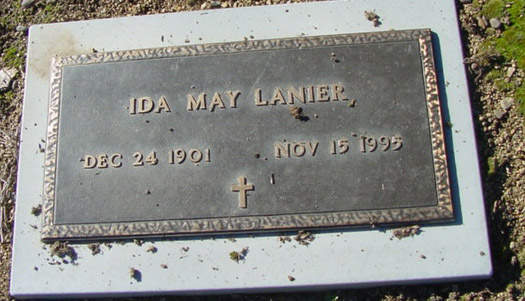 IDA MAY LANIER
DEC 24 1901 NOV 15 1995